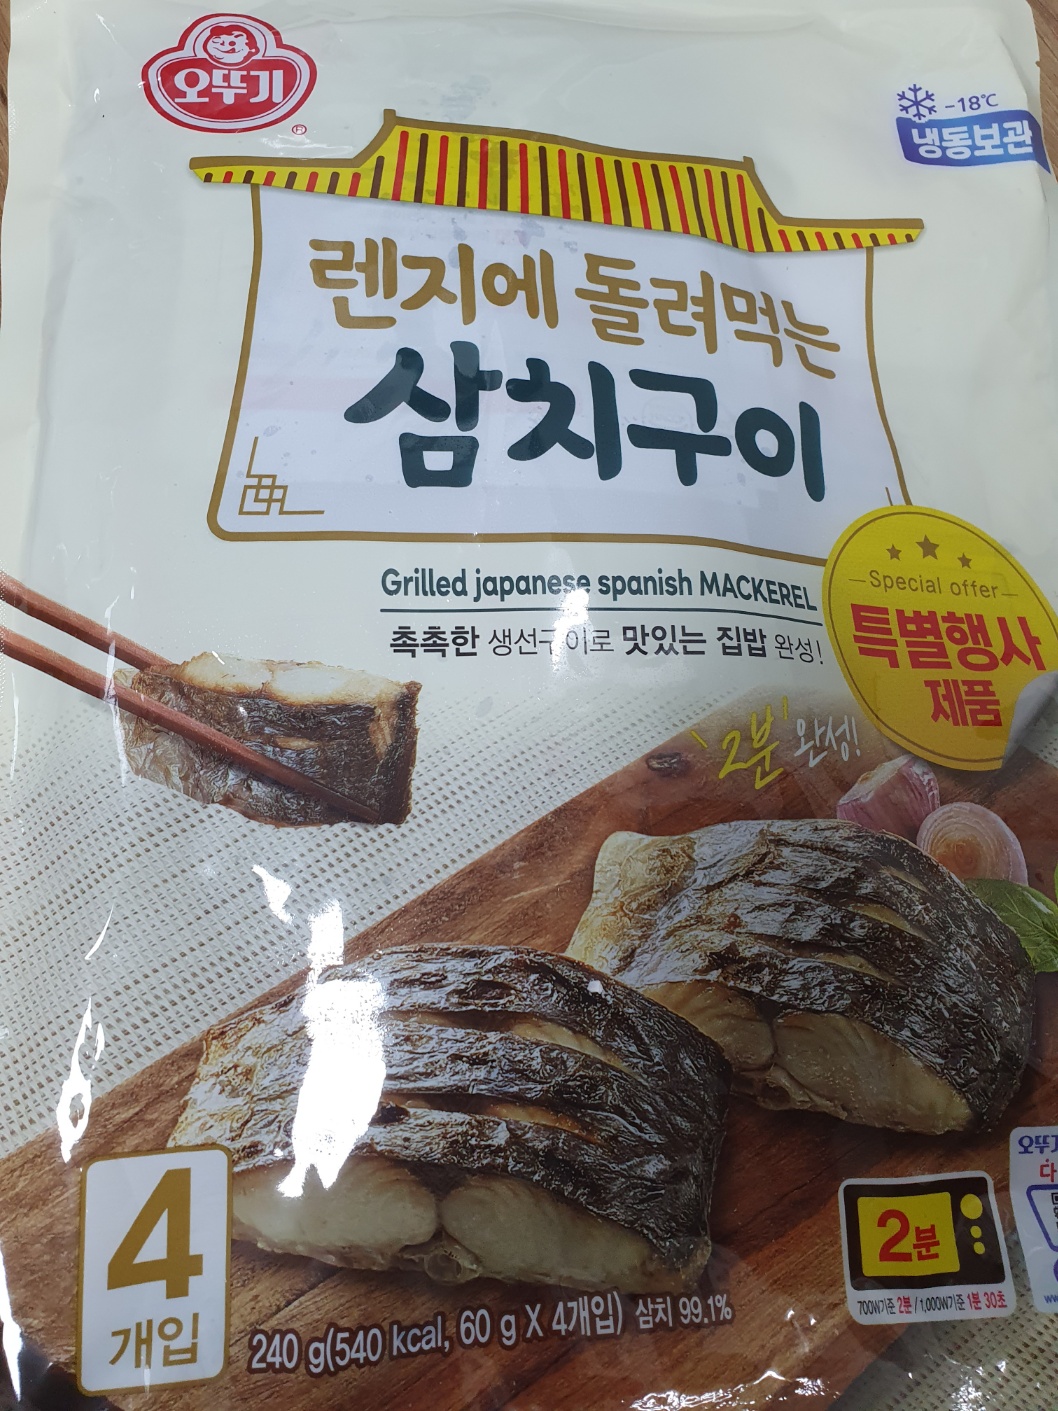 오뚜기
-18℃
냉동보관
렌지에 돌려먹는
삼치구이
Grilled japanese spanish MACKEREL
촉촉한 생선구이로 맛있는 집밥 완성!
Special offer
특별행사
제품
2분 완성!
4
개입
240 g(540 kcal, 60 g X 4개입) 삼치 99.1%
2분
700W기준 2분 / 1,000W기준 1분 30초